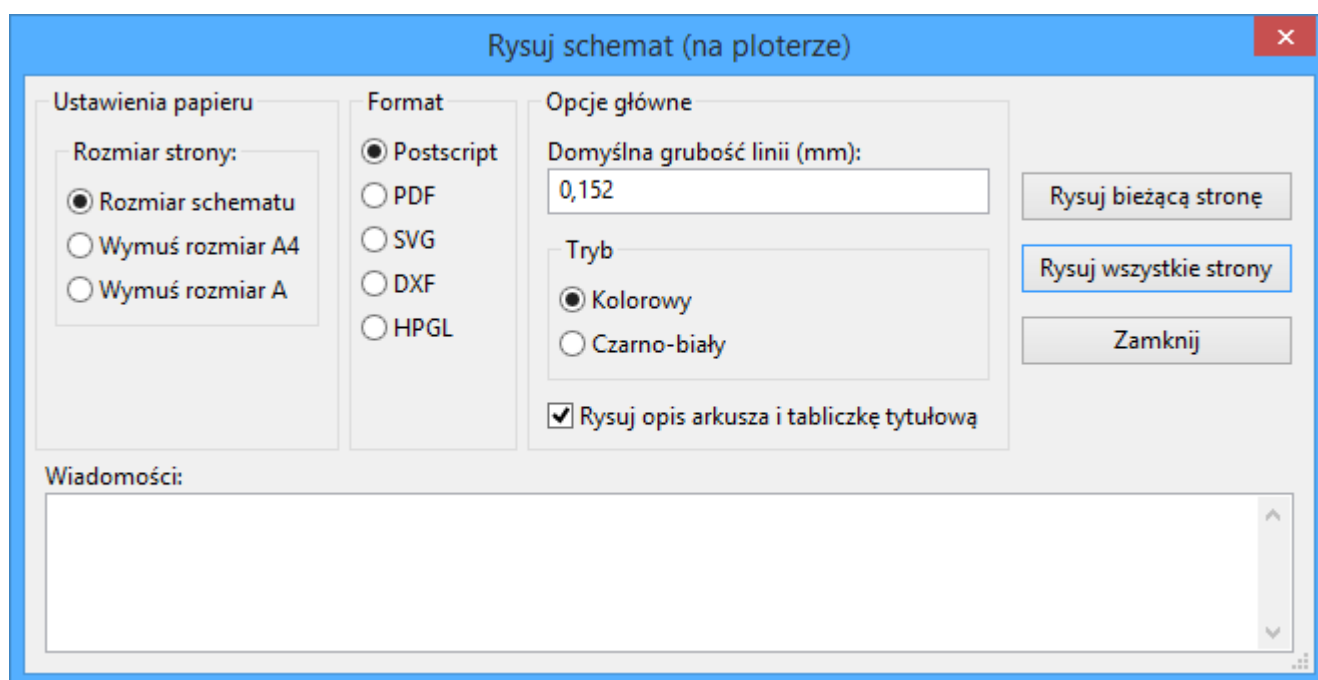 Rysuj schemat (na ploterze)
Ustawienia papieru
Rozmiar strony:
Rozmiar schematu
Wymuś rozmiar A4
Wymuś rozmiar A
Format
Postscript
PDF
SVG
DXF
HPGL
Opcje główne
Domyślna grubość linii (mm):
0,152
Tryb
Kolorowy
Czarno-biały
Rysuj opis arkusza i tabliczkę tytułową
Rysuj bieżącą stronę
Rysuj wszystkie strony
Zamknij
Wiadomości: